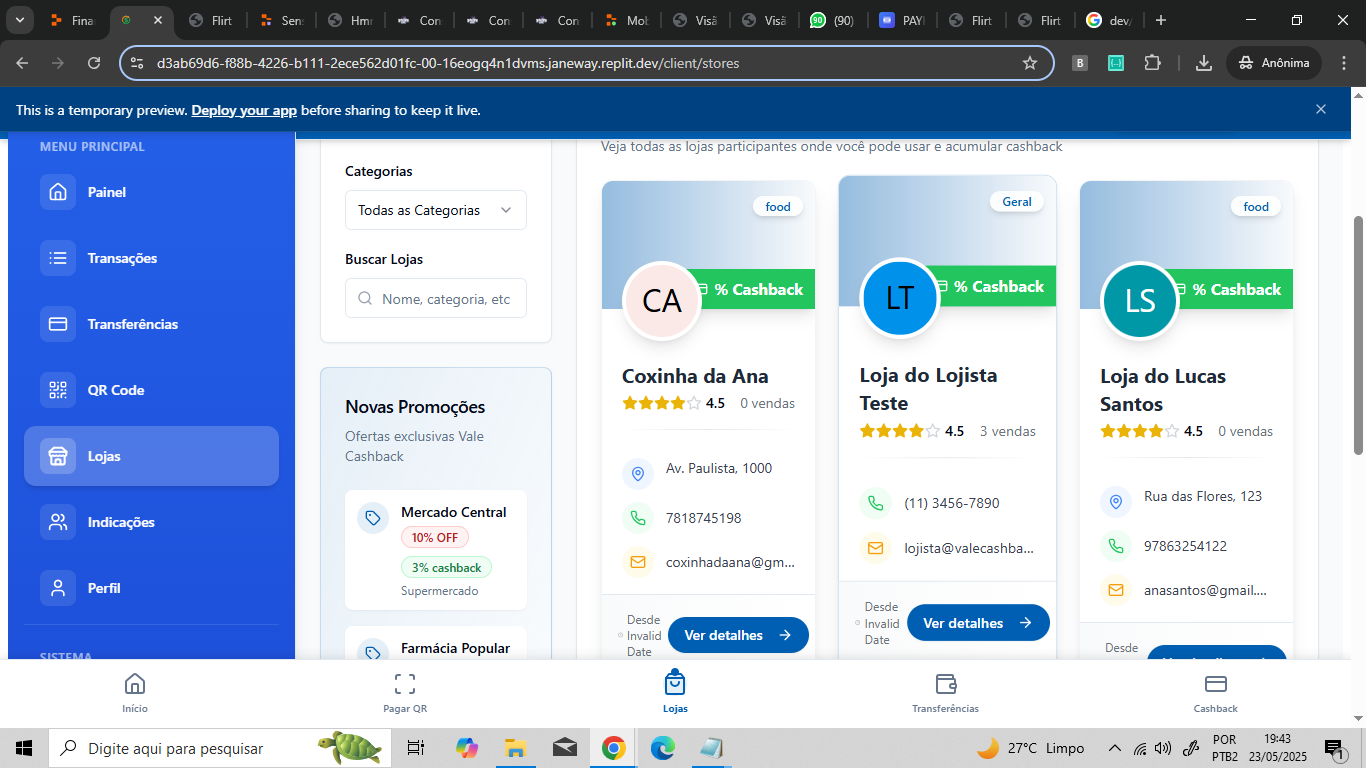 Finan
Flirt
Sens
Hmr
Con
Con
Con
Mob
Visã
Visã
90
(90)
PAY
Flirt
Flirt
dev/
d3ab69d6-f88b-4226-b111-2ece562d01fc-00-16eogq4n1dvms.janeway.replit.dev/client/stores
B
Anônima
This is a temporary preview. Deploy your app before sharing to keep it live.
MENU PRINCIPAL
Painel
Transações
Transferências
QR Code
Lojas
Indicações
Perfil
SISTEMA
Categorias
Todas as Categorias
Buscar Lojas
Nome, categoria, etc
Novas Promoções
Ofertas exclusivas Vale
Cashback
Mercado Central
10% OFF
3% cashback
Supermercado
Farmácia Popular
Veja todas as lojas participantes onde você pode usar e acumular cashback
food
CA
% Cashback
Coxinha da Ana
4.5 0 vendas
Av. Paulista, 1000
7818745198
coxinhadaana@gm...
Desde
Invalid
Date
Ver detalhes
Geral
LT
% Cashback
Loja do Lojista
Teste
4.5 3 vendas
(11) 3456-7890
lojista@valecashba...
Desde
Invalid
Date
Ver detalhes
food
LS
% Cashback
Loja do Lucas
Santos
4.5 0 vendas
Rua das Flores, 123
97863254122
anasantos@gmail....
Desde
Início
Pagar QR
Lojas
Transferências
Cashback
Digite aqui para pesquisar
27°C Limpo
POR
PTB2
19:43
23/05/2025
1